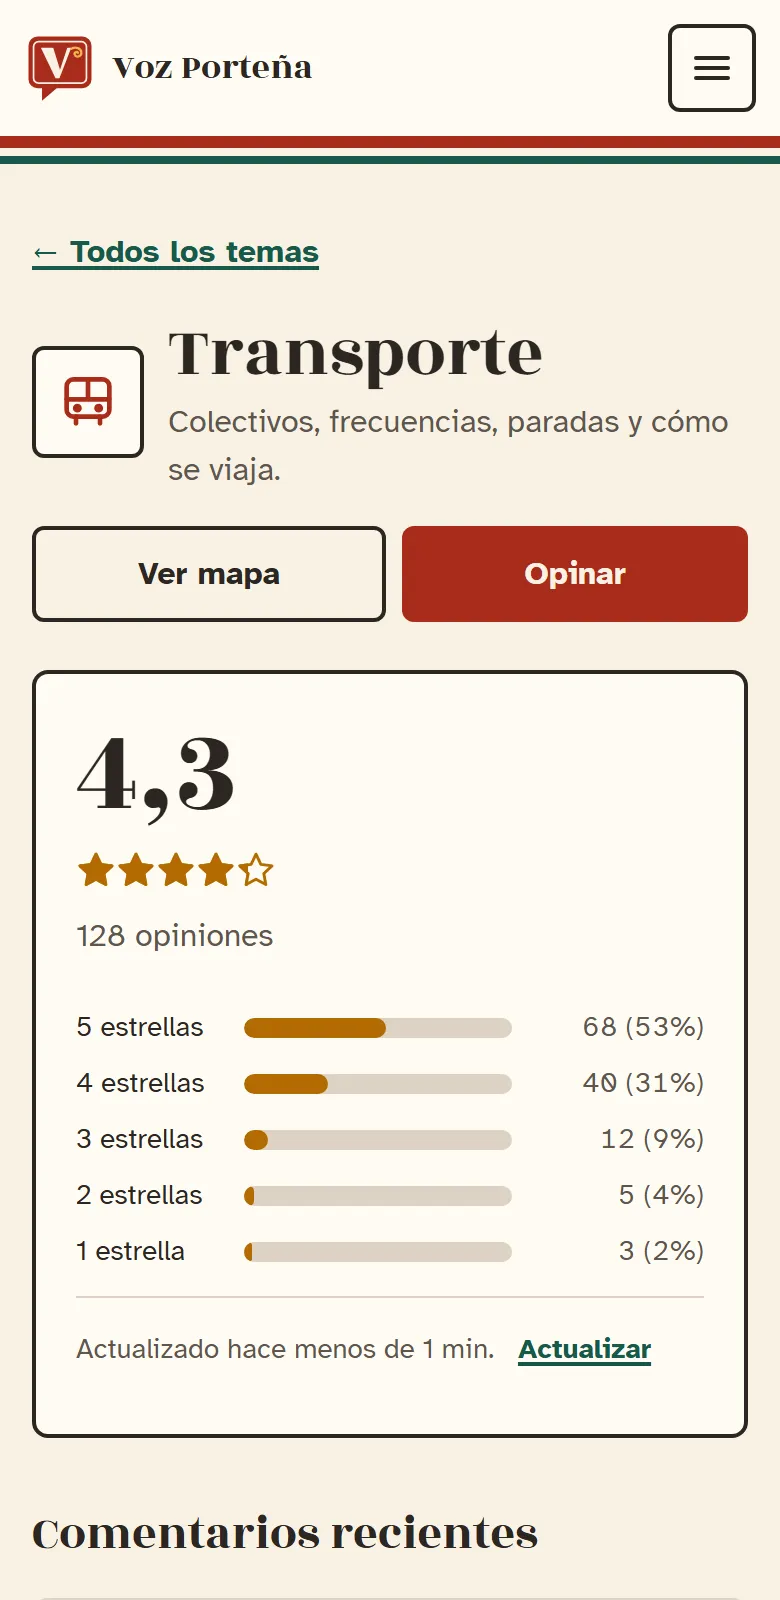 V
Voz Porteña
← Todos los temas
Transporte
Colectivos, frecuencias, paradas y cómo
se viaja.
Ver mapa
Opinar
4,3
128 opiniones
5 estrellas 68 (53%)
4 estrellas 40 (31%)
3 estrellas 12 (9%)
2 estrellas 5 (4%)
1 estrella 3 (2%)
Actualizado hace menos de 1 min. Actualizar
Comentarios recientes